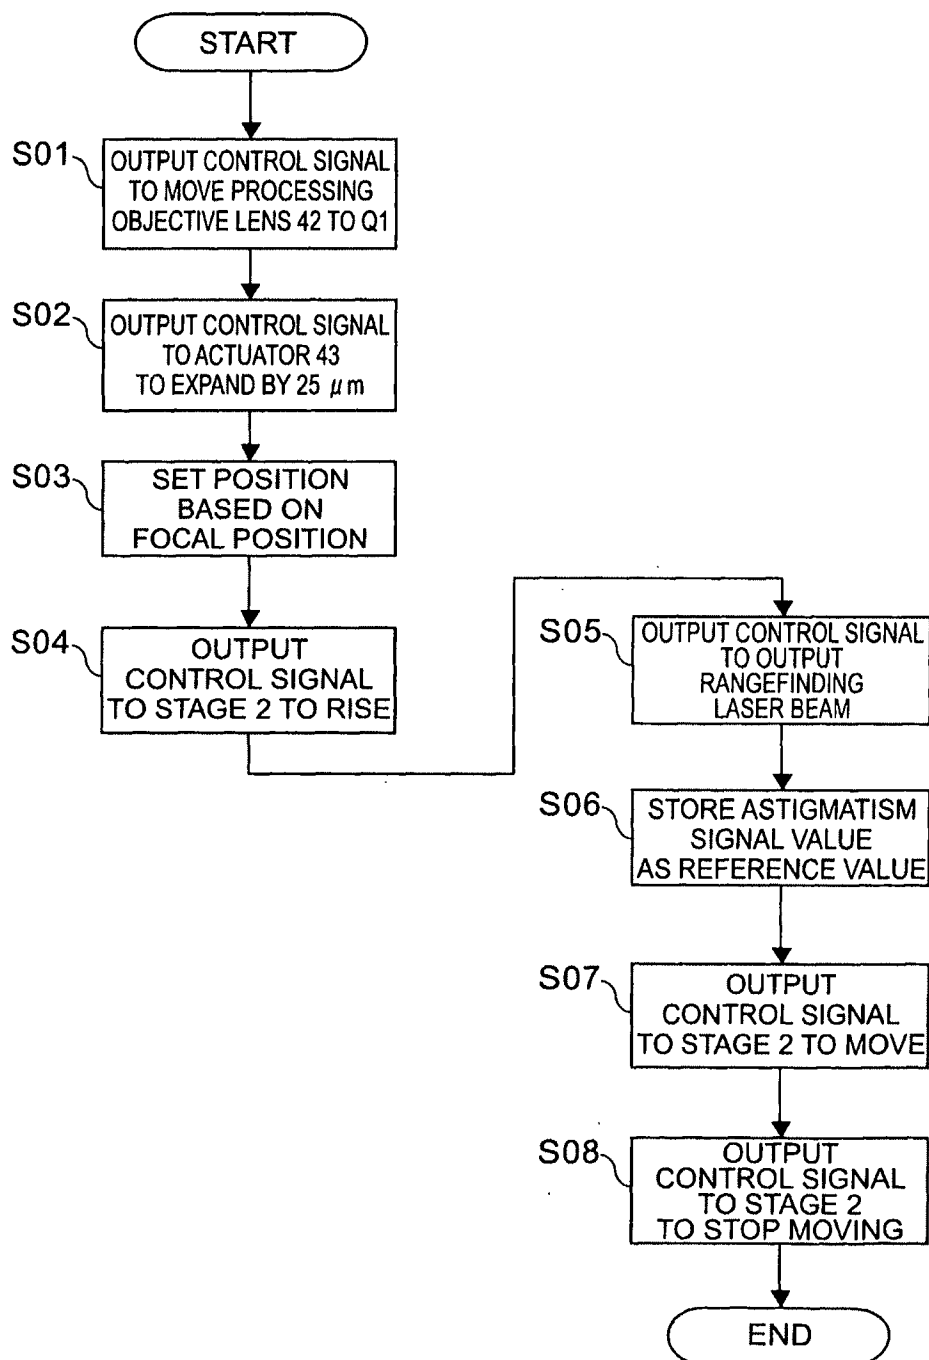 START
S01
OUTPUT CONTROL SIGNAL
TO MOVE PROCESSING
OBJECTIVE LENS 42 TO Q1
S02
OUTPUT CONTROL SIGNAL
TO ACTUATOR 43
TO EXPAND BY 25 μm
S03
SET POSITION
BASED ON
FOCAL POSITION
S04
OUTPUT
CONTROL SIGNAL
TO STAGE 2 TO RISE
S05
OUTPUT CONTROL SIGNAL
TO OUTPUT
RANGEFINDING
LASER BEAM
S06
STORE ASTIGMATISM
SIGNAL VALUE
AS REFERENCE VALUE
S07
OUTPUT
CONTROL SIGNAL
TO STAGE 2 TO MOVE
S08
OUTPUT
CONTROL SIGNAL
TO STAGE 2
TO STOP MOVING
END